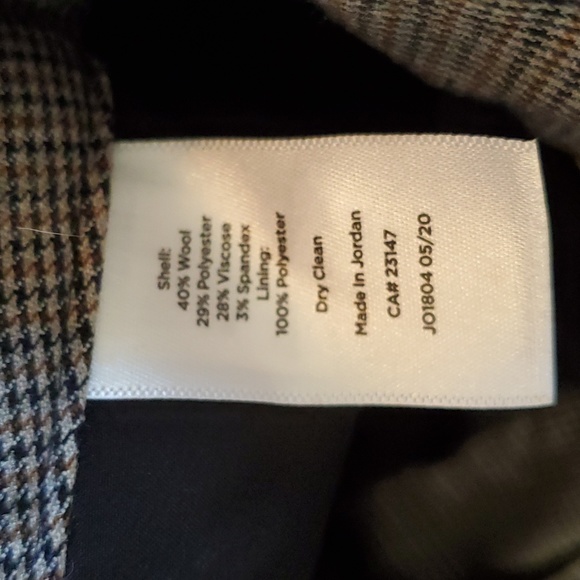 Shell:
40% Wool
29% Polyester
28% Viscose
3% Spandex
Lining:
100% Polyester
Dry Clean
Made In Jordan
CA# 23147
JO1804 05/20